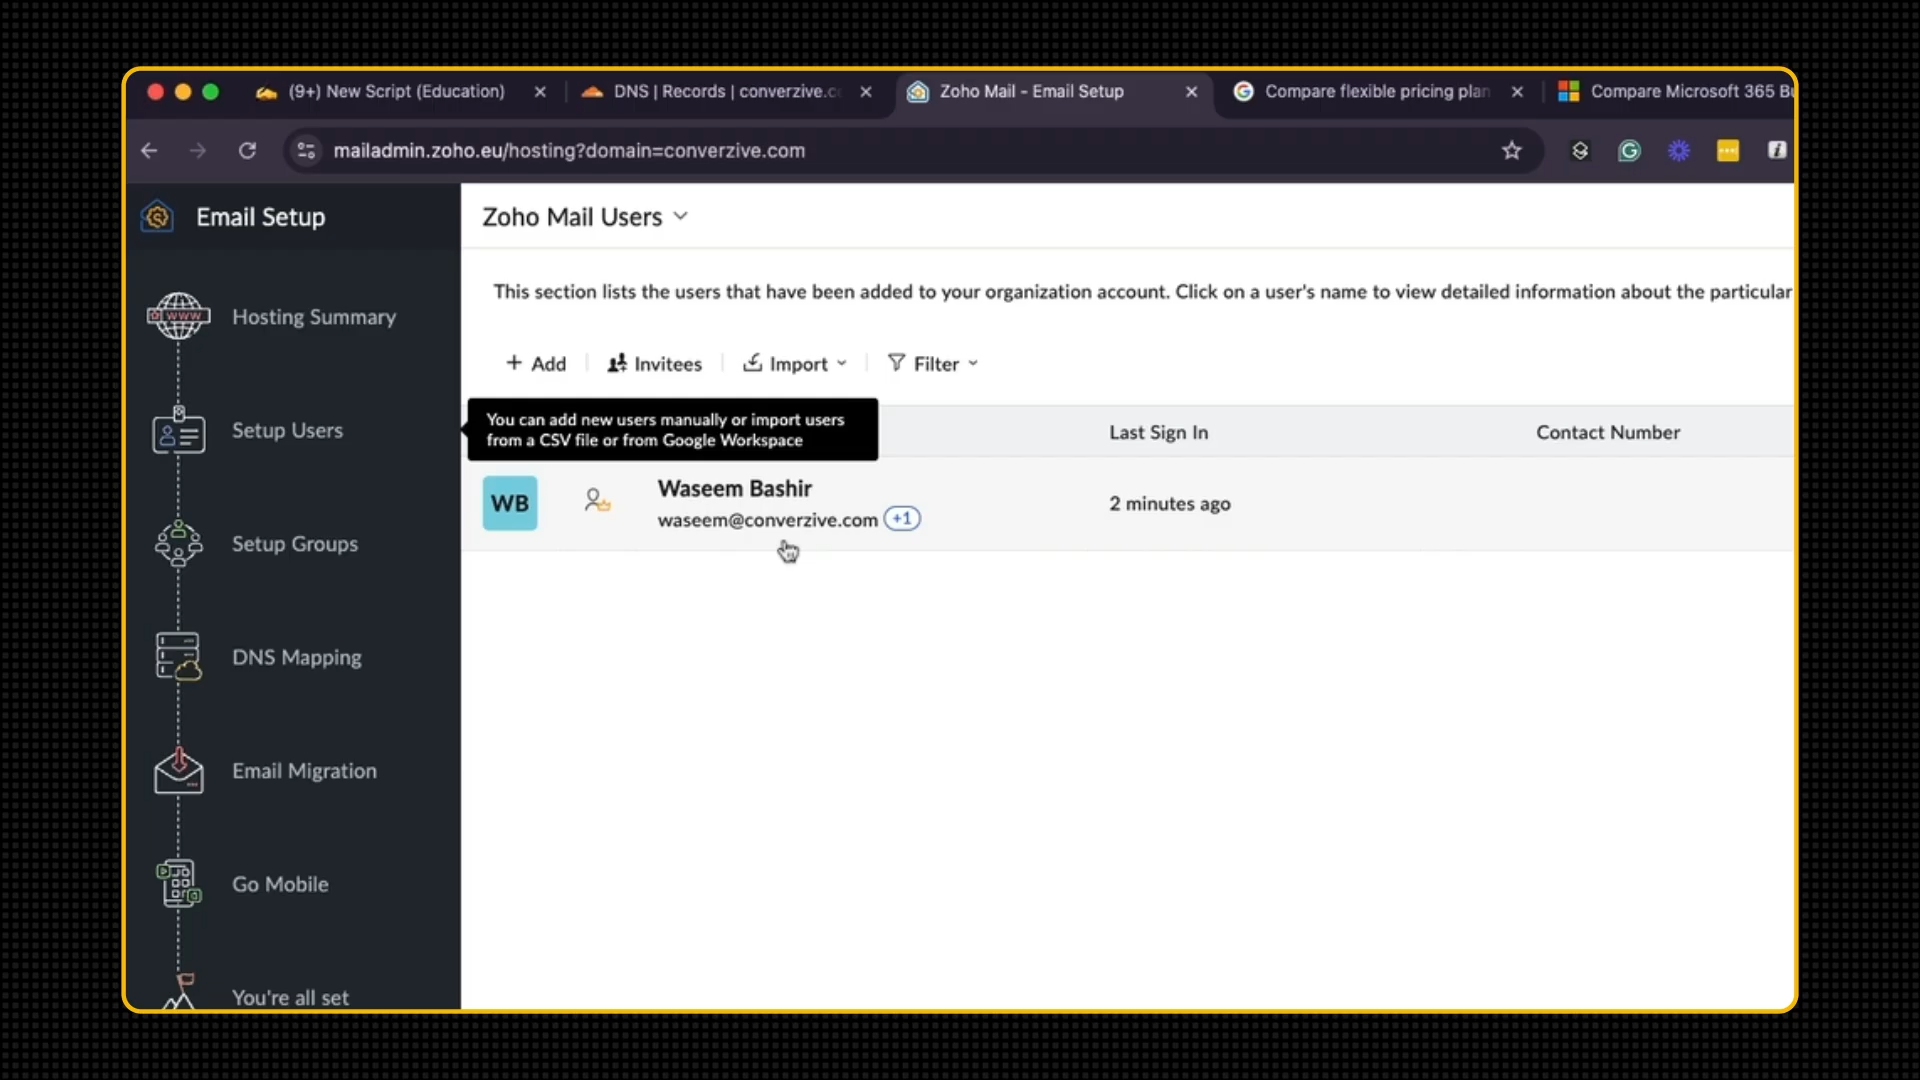 (9+) New Script (Education)
DNS | Records | converzive.c
Zoho Mail - Email Setup
Compare flexible pricing plan
Compare Microsoft 365 B
mailadmin.zoho.eu/hosting?domain=converzive.com
Email Setup
Zoho Mail Users
This section lists the users that have been added to your organization account. Click on a user's name to view detailed information about the particular
WWW
Hosting Summary
+ Add
Invitees
Import
Filter
You can add new users manually or import users
from a CSV file or from Google Workspace
Setup Users
Last Sign In
Contact Number
WB
Waseem Bashir
waseem@converzive.com +1
2 minutes ago
Setup Groups
DNS Mapping
Email Migration
Go Mobile
You're all set